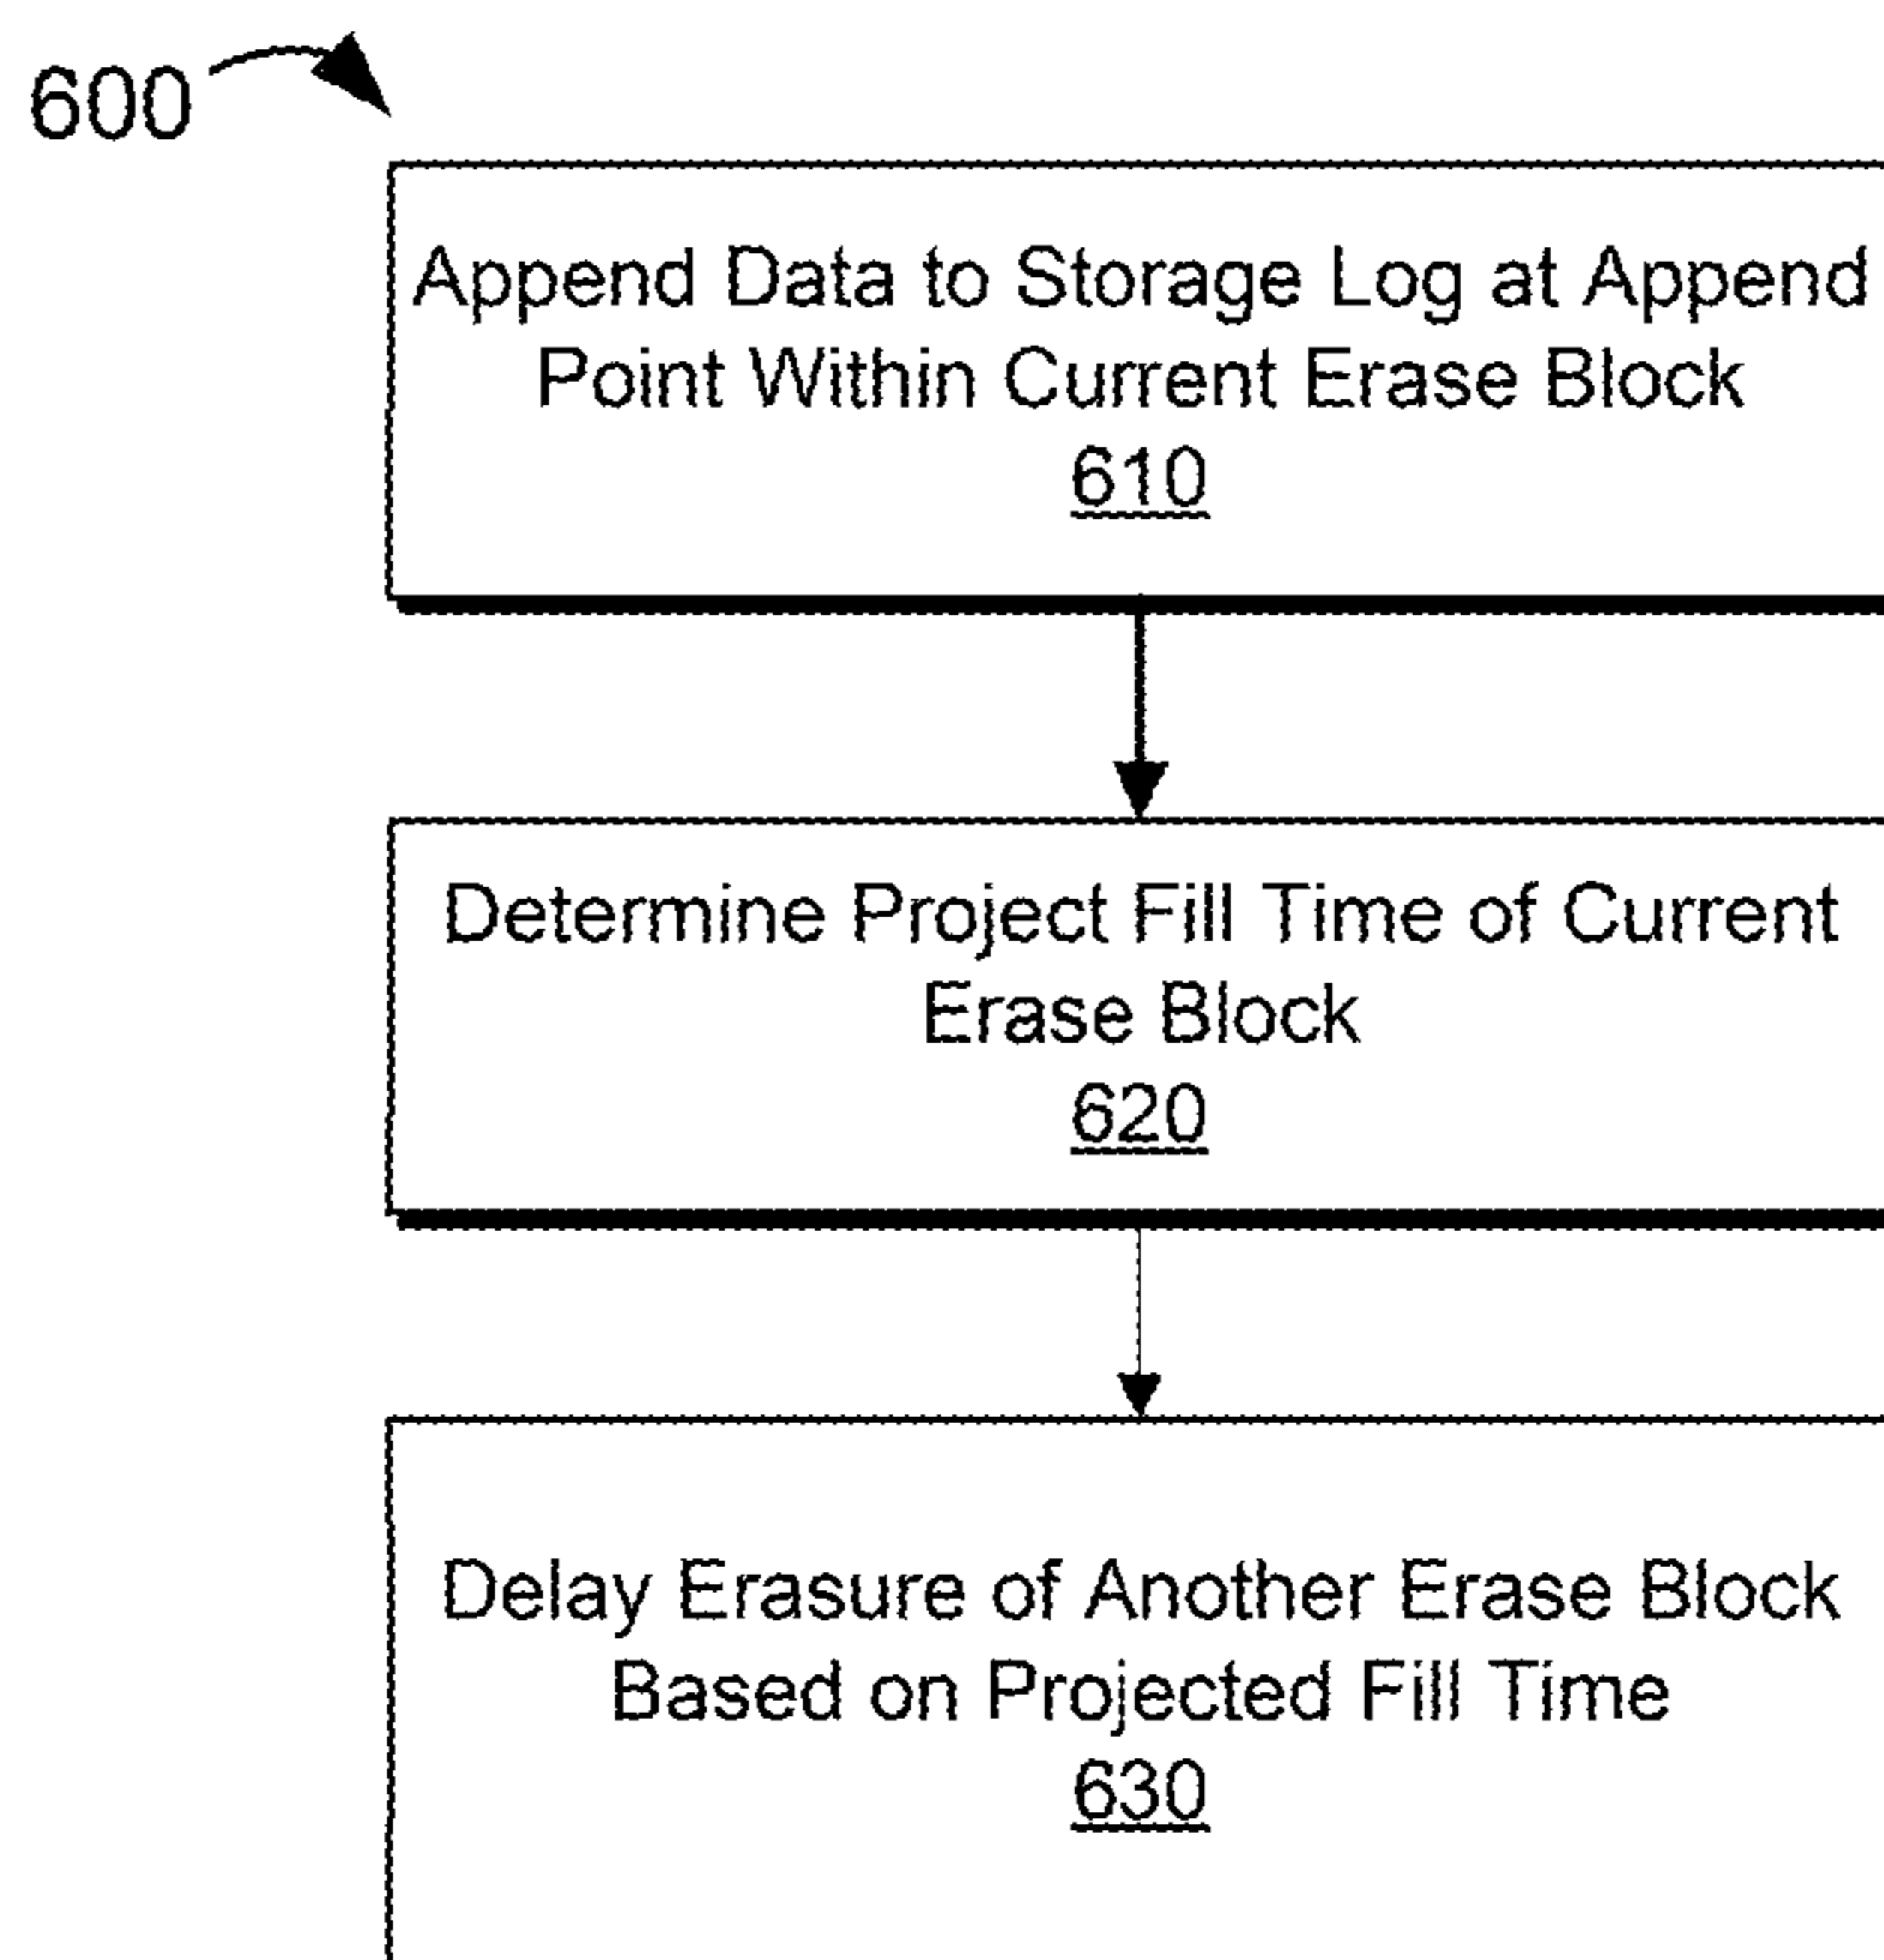 600
Append Data to Storage Log at Append
Point Within Current Erase Block
610
Determine Project Fill Time of Current
Erase Block
620
Delay Erasure of Another Erase Block
Based on Projected Fill Time
630